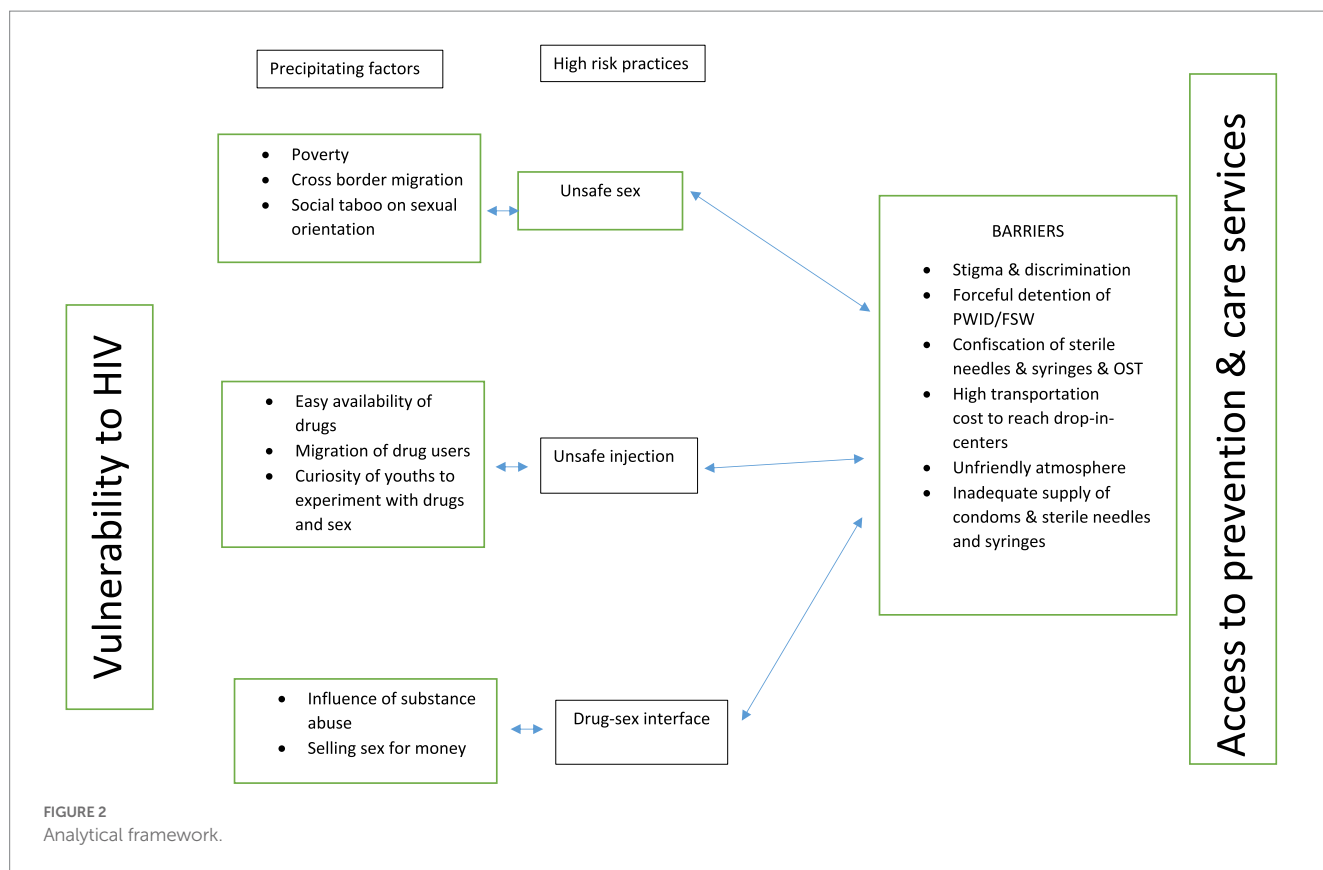 Precipitating factors
High risk practices
Vulnerability to HIV
• Poverty
• Cross border migration
• Social taboo on sexual
orientation
Unsafe sex
• Easy availability of
drugs
• Migration of drug users
• Curiosity of youths to
experiment with drugs
and sex
Unsafe injection
• Influence of substance
abuse
• Selling sex for money
Drug-sex interface
BARRIERS
• Stigma & discrimination
• Forceful detention of
PWID/FSW
• Confiscation of sterile
needles & syringes & OST
• High transportation
cost to reach drop-in-
centers
• Unfriendly atmosphere
• Inadequate supply of
condoms & sterile needles
and syringes
Access to prevention & care services
FIGURE 2
Analytical framework.